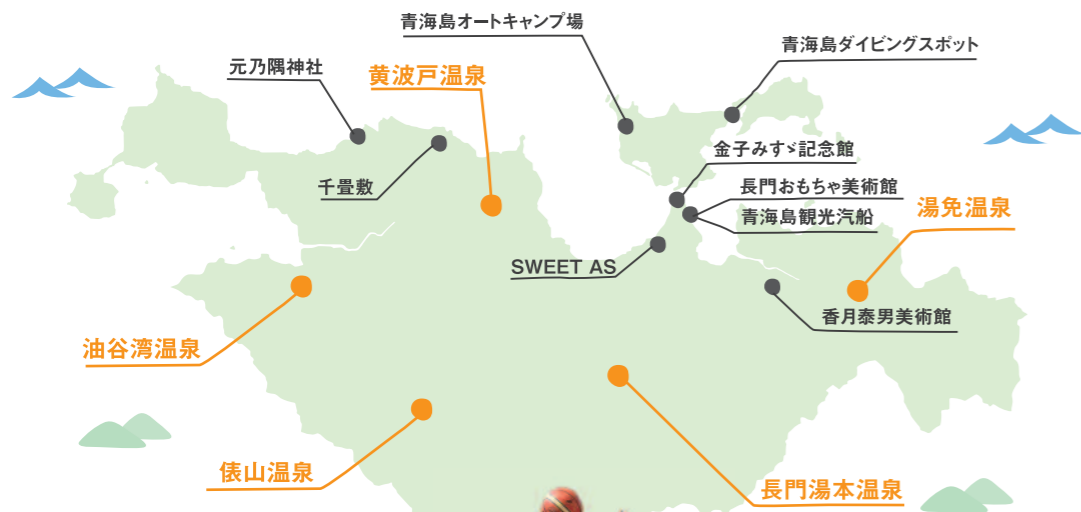 青海島オートキャンプ場
青海島ダイビングスポット
元乃隅神社
黄波戸温泉
金子みすゞ記念館
千畳敷
長門おもちゃ美術館
青海島観光汽船
湯免温泉
SWEET AS
香月泰男美術館
油谷湾温泉
俵山温泉
長門湯本温泉